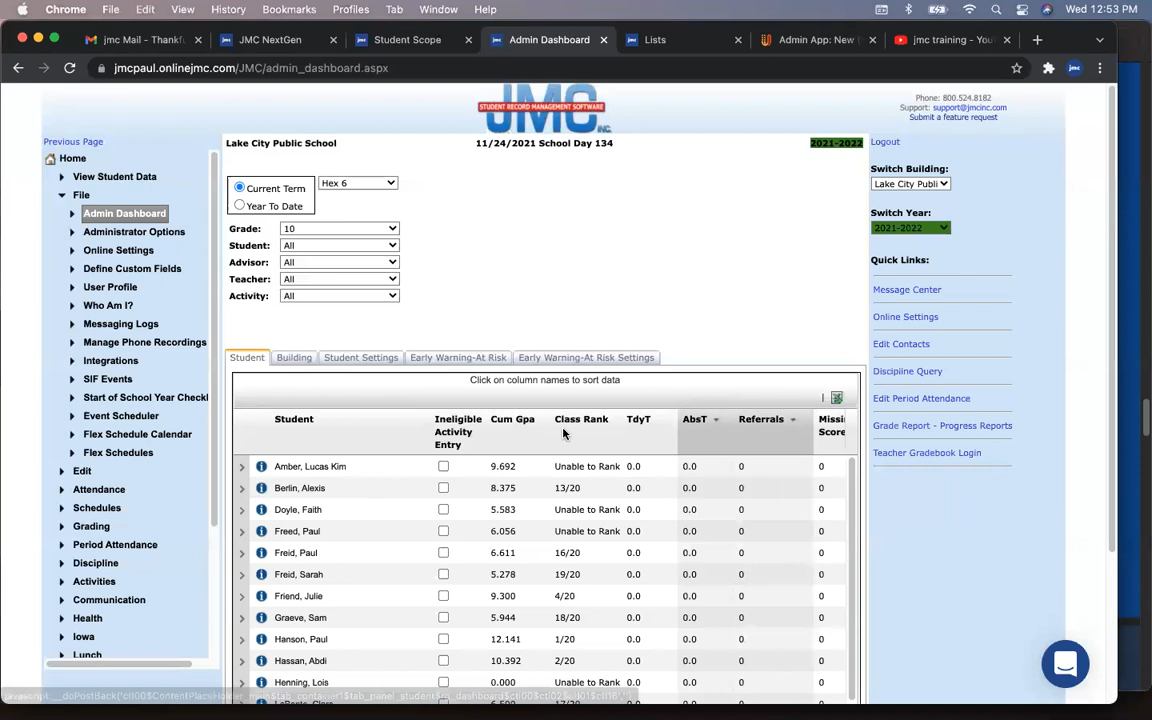 Chrome File Edit View History Bookmarks Profiles Tab Window Help Wed 12:53 PM
jmc Mail - Thankf JMC NextGen Student Scope Admin Dashboard Lists Admin App: New ( jmc training - You
jmcpaul.onlinejmc.com/JMC/admin_dashboard.aspx jmc
JMC INC.
STUDENT RECORD MANAGEMENT SOFTWARE
Phone: 800.524.8182
Support: support@jmcinc.com
Submit a feature request
Previous Page
Lake City Public School 11/24/2021 School Day 134 2021-2022
Logout
Home
View Student Data
File
Admin Dashboard
Administrator Options
Online Settings
Define Custom Fields
User Profile
Who Am I?
Messaging Logs
Manage Phone Recordings
Integrations
SIF Events
Start of School Year Checkl
Event Scheduler
Flex Schedule Calendar
Flex Schedules
Edit
Attendance
Schedules
Grading
Period Attendance
Discipline
Activities
Communication
Health
Iowa
Lunch
Current Term Hex 6
Year To Date
Grade: 10
Student: All
Advisor: All
Teacher: All
Activity: All
Student Building Student Settings Early Warning-At Risk Early Warning-At Risk Settings
Click on column names to sort data
Student Ineligible Activity Entry Cum Gpa Class Rank TdyT AbsT Referrals Missi Score
Amber, Lucas Kim 9.692 Unable to Rank 0.0 0.0 0 0
Berlin, Alexis 8.375 13/20 0.0 0.0 0 0
Doyle, Faith 5.583 Unable to Rank 0.0 0.0 0 0
Freed, Paul 6.056 Unable to Rank 0.0 0.0 0 0
Freid, Paul 6.611 16/20 0.0 0.0 0 0
Freid, Sarah 5.278 19/20 0.0 0.0 0 0
Friend, Julie 9.300 4/20 0.0 0.0 0 0
Graeve, Sam 5.944 18/20 0.0 0.0 0 0
Hanson, Paul 12.141 1/20 0.0 0.0 0 0
Hassan, Abdi 10.392 2/20 0.0 0.0 0 0
Henning, Lois 0.000 Unable to Rank 0.0 0.0 0 0
Switch Building:
Lake City Publi
Switch Year:
2021-2022
Quick Links:
Message Center
Online Settings
Edit Contacts
Discipline Query
Edit Period Attendance
Grade Report - Progress Reports
Teacher Gradebook Login